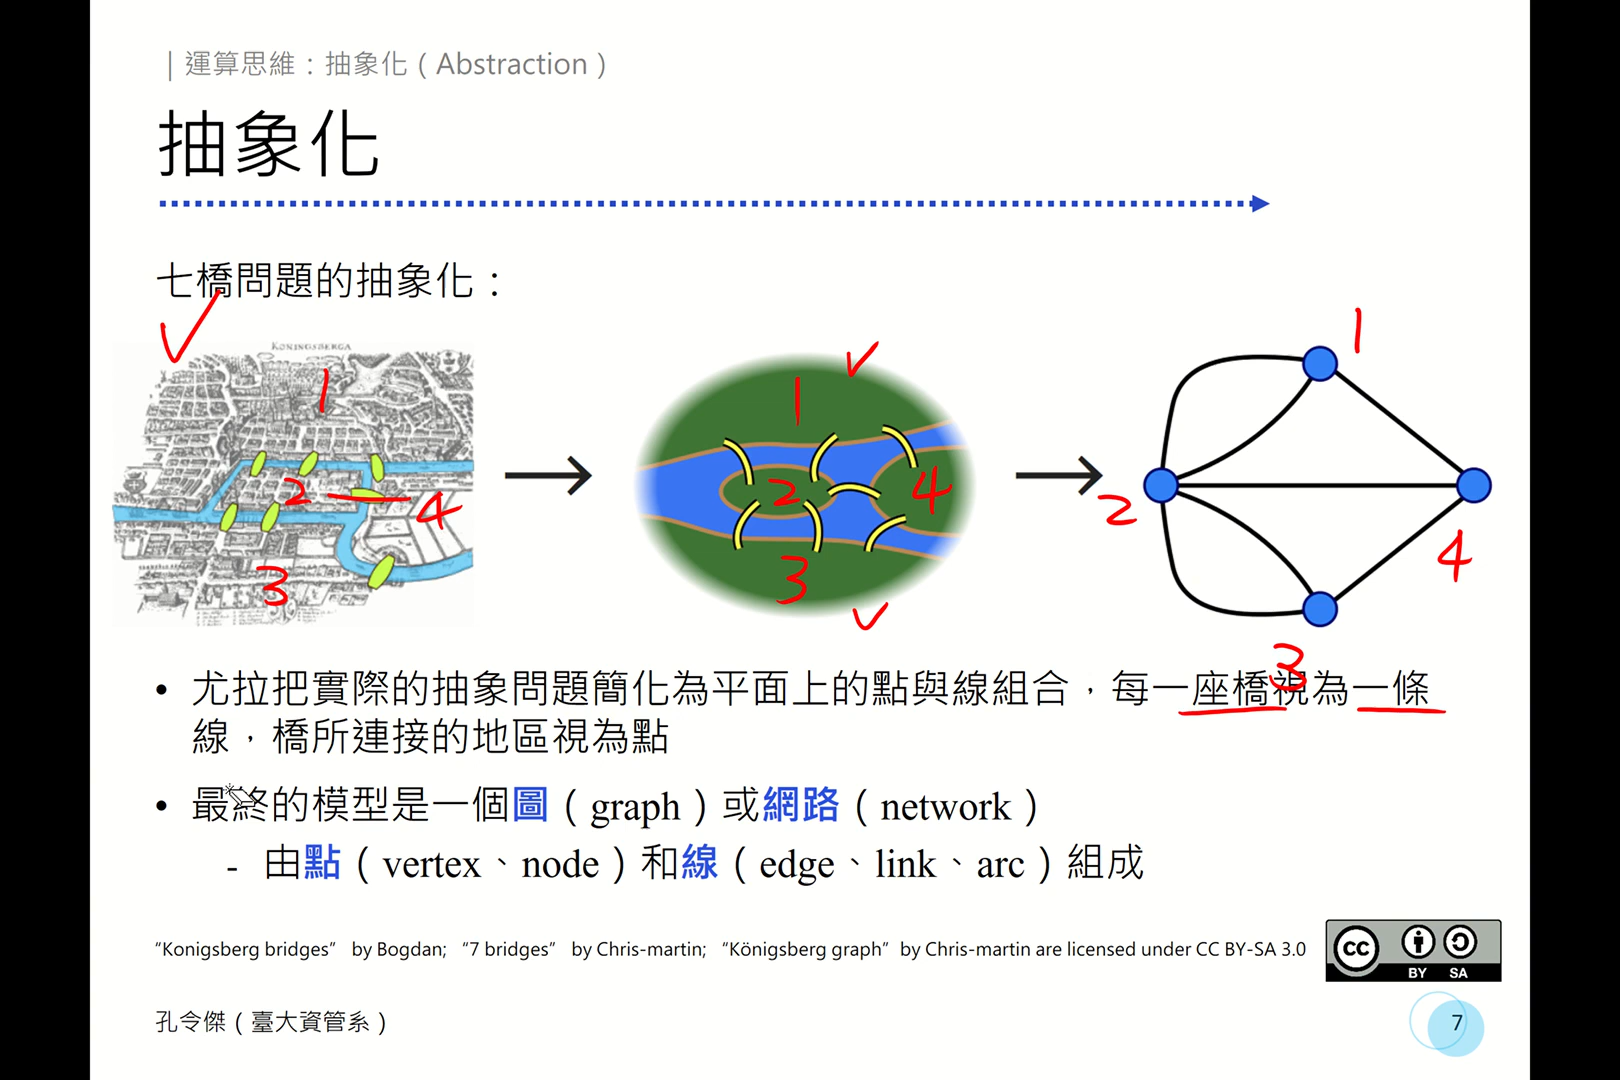 ｜運算思維：抽象化（Abstraction）
抽象化
七橋問題的抽象化：
KONINGSBERGA
1
2
4
3
1
2
4
3
1
2
4
3
• 尤拉把實際的抽象問題簡化為平面上的點與線組合，每一座橋視為一條
線，橋所連接的地區視為點
• 最終的模型是一個圖（graph）或網路（network）
- 由點（vertex、node）和線（edge、link、arc）組成
“Konigsberg bridges” by Bogdan; “7 bridges” by Chris-martin; “Königsberg graph” by Chris-martin are licensed under CC BY-SA 3.0
cc BY SA
孔令傑（臺大資管系）
7